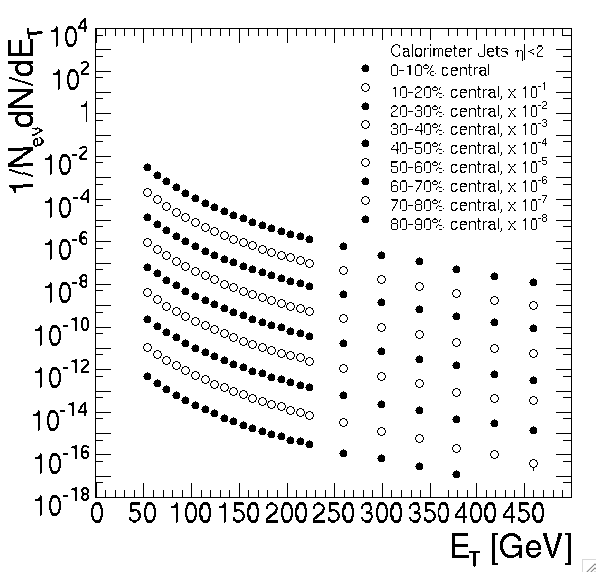 1/N_ev dN/dE_T
10^4
10^2
1
10^-2
10^-4
10^-6
10^-8
10^-10
10^-12
10^-14
10^-16
10^-18
Calorimeter Jets η|<2
0-10% central
10-20% central, x 10^-1
20-30% central, x 10^-2
30-40% central, x 10^-3
40-50% central, x 10^-4
50-60% central, x 10^-5
60-70% central, x 10^-6
70-80% central, x 10^-7
80-90% central, x 10^-8
0 50 100 150 200 250 300 350 400 450
E_T [GeV]